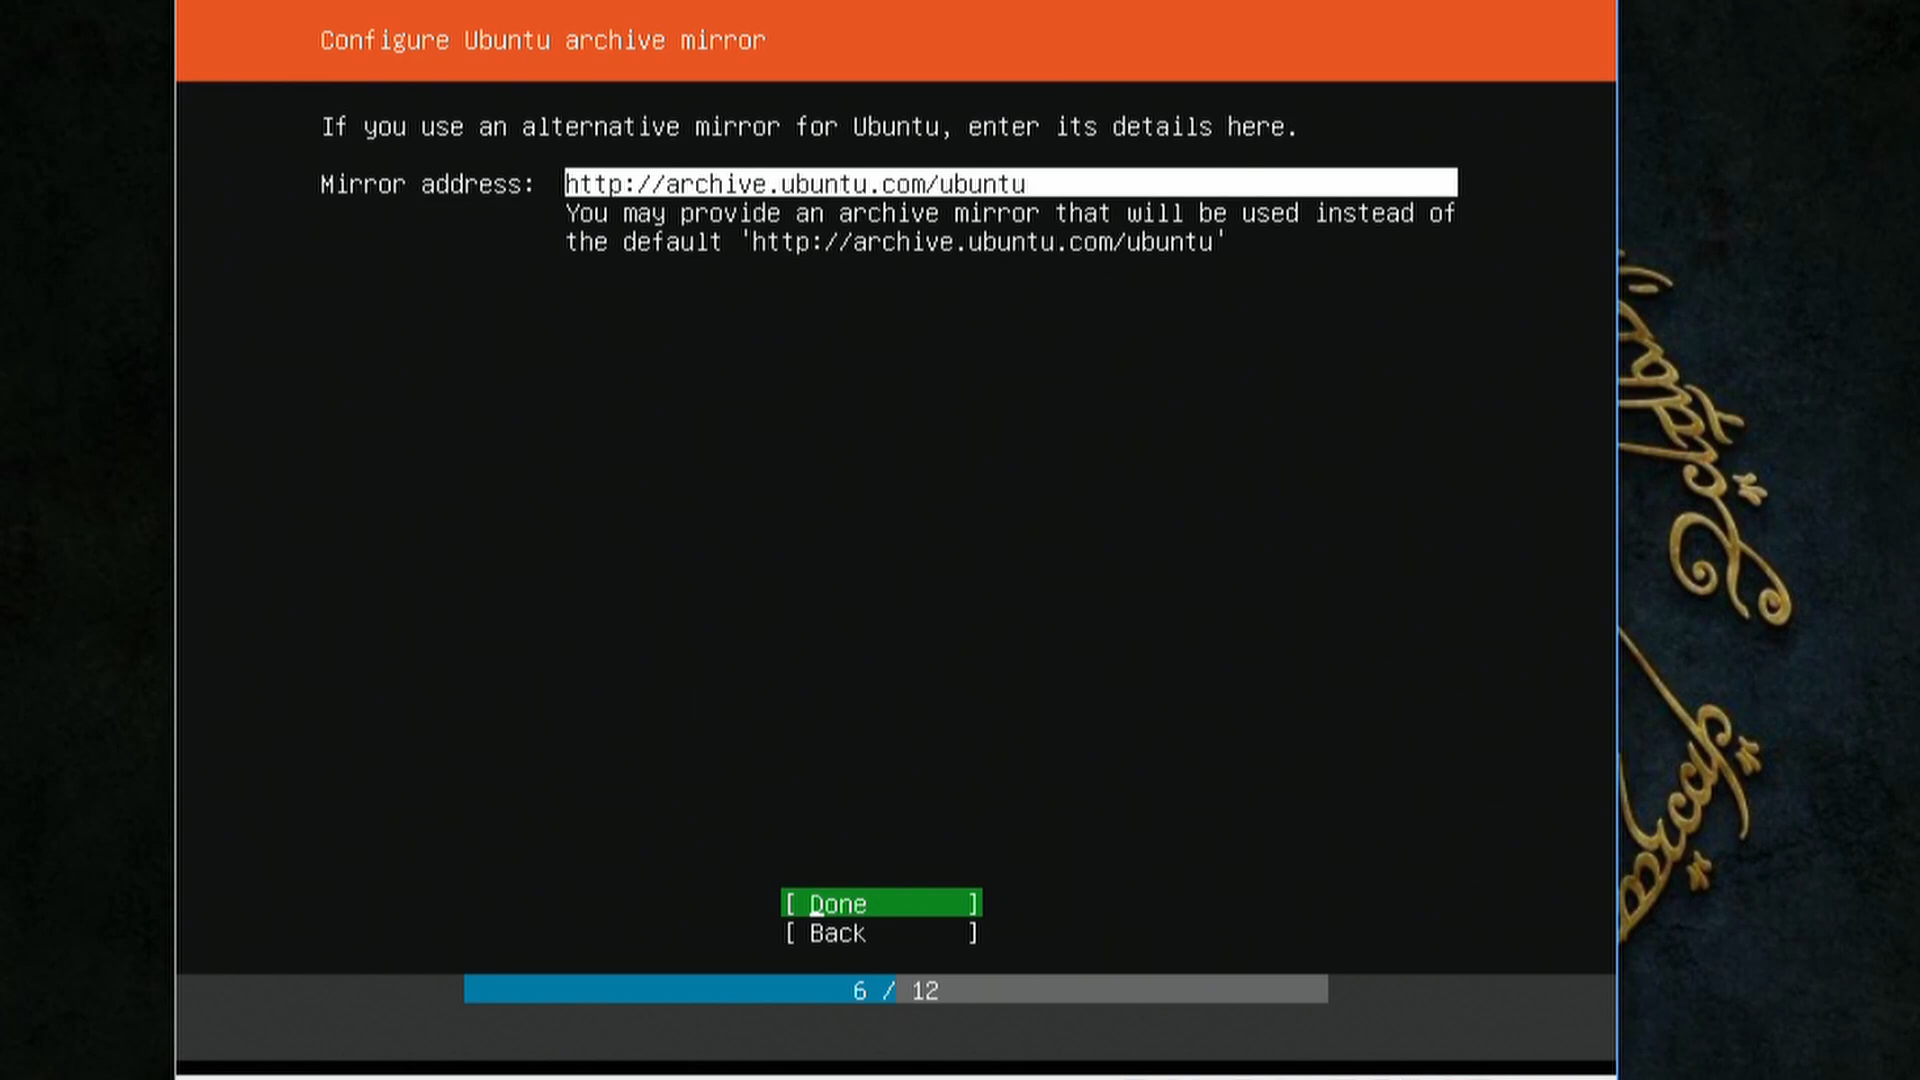 Configure Ubuntu archive mirror
If you use an alternative mirror for Ubuntu, enter its details here.
Mirror address: http://archive.ubuntu.com/ubuntu
You may provide an archive mirror that will be used instead of
the default 'http://archive.ubuntu.com/ubuntu'
[ Done ]
[ Back ]
6 / 12